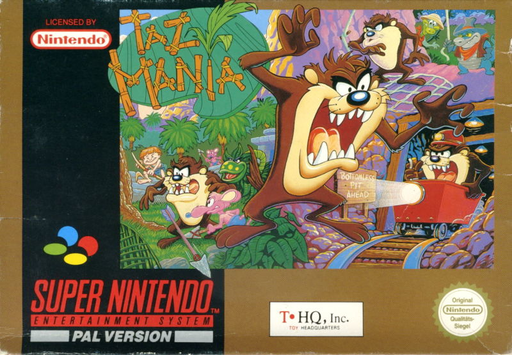 LICENSED BY
Nintendo
TAZ
MANIA
™
BOTTOMLESS
PIT
AHEAD
SUPER NINTENDO
ENTERTAINMENT SYSTEM
PAL VERSION
T•HQ, Inc.
TOY HEADQUARTERS
Original
Nintendo
Qualitäts-
Siegel